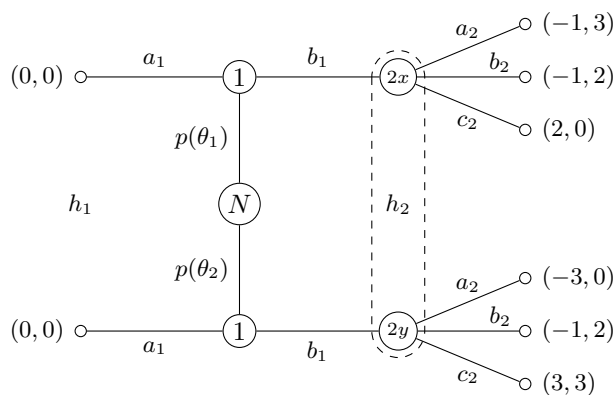 a₂ (−1, 3)
(0, 0) a₁ 1 b₁ 2x b₂ (−1, 2)
c₂ (2, 0)
p(θ₁)
h₁ N h₂
p(θ₂)
a₂ (−3, 0)
(0, 0) a₁ 1 b₁ 2y b₂ (−1, 2)
c₂ (3, 3)